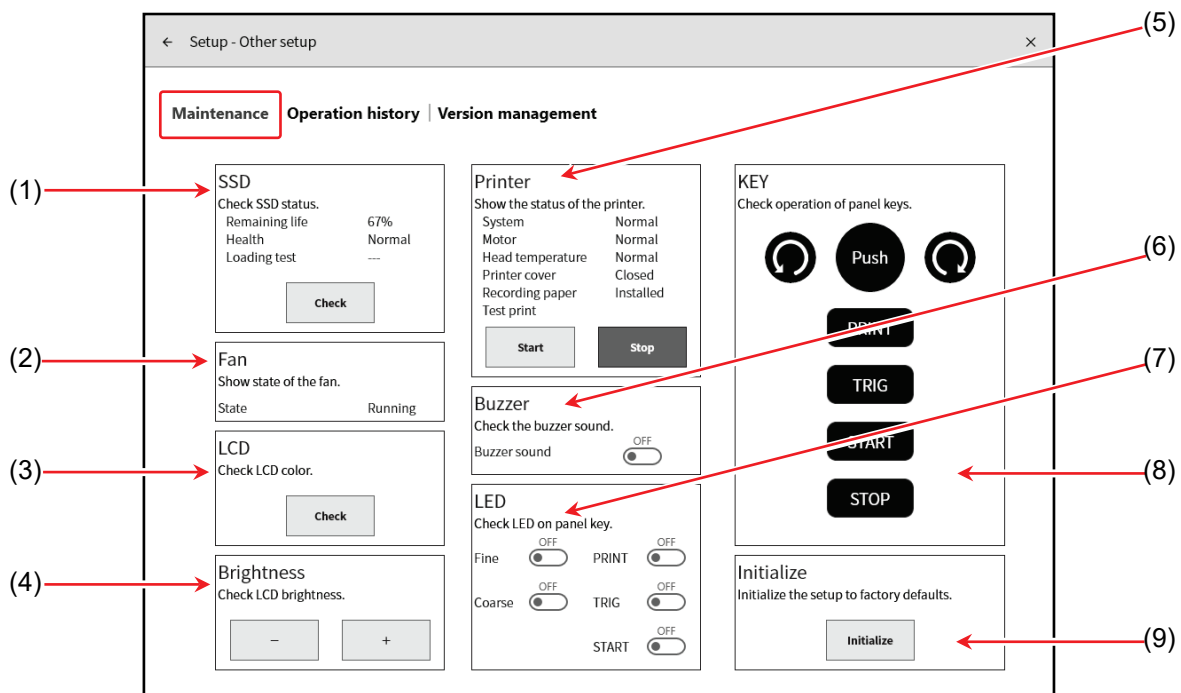 ← Setup - Other setup ×
Maintenance Operation history | Version management
(1)
SSD
Check SSD status.
Remaining life 67%
Health Normal
Loading test ---
Check
(2)
Fan
Show state of the fan.
State Running
(3)
LCD
Check LCD color.
Check
(4)
Brightness
Check LCD brightness.
− +
(5)
Printer
Show the status of the printer.
System Normal
Motor Normal
Head temperature Normal
Printer cover Closed
Recording paper Installed
Test print
Start Stop
(6)
Buzzer
Check the buzzer sound.
OFF
Buzzer sound
(7)
LED
Check LED on panel key.
OFF OFF
Fine PRINT
OFF OFF
Coarse TRIG
OFF
START
(8)
KEY
Check operation of panel keys.
Push
PRINT
TRIG
START
STOP
(9)
Initialize
Initialize the setup to factory defaults.
Initialize